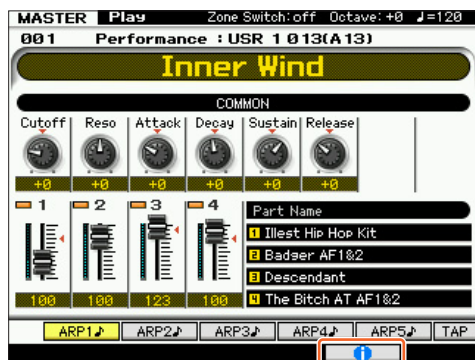 MASTER Play Zone Switch:off Octave:+0 ♩=120
001 Performance :USR 1013(A13)
Inner Wind
COMMON
Cutoff Reso Attack Decay Sustain Release
+0 +0 +0 +0 +0 +0
1 2 3 4
Part Name
1 Illest Hip Hop Kit
2 Badser AF1&2
3 Descendant
4 The Bitch AT AF1&2
100 100 123 100
ARP1♪ ARP2♪ ARP3♪ ARP4♪ ARP5♪ TAP
i